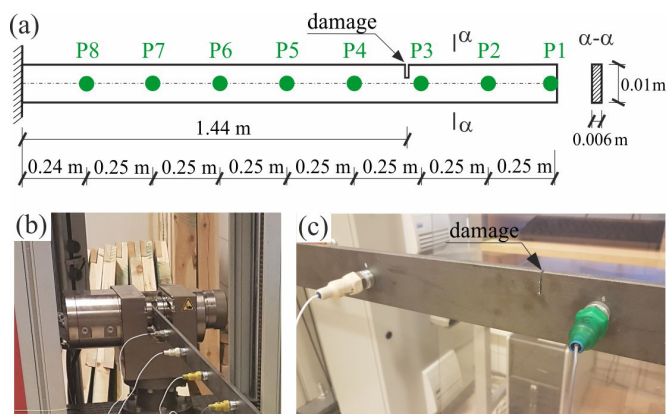 (a)
damage
α
α-α
P8 P7 P6 P5 P4 P3 P2 P1
0.01m
α
1.44 m
0.006 m
0.24 m 0.25 m 0.25 m 0.25 m 0.25 m 0.25 m 0.25 m 0.25 m
(b)
(c)
damage